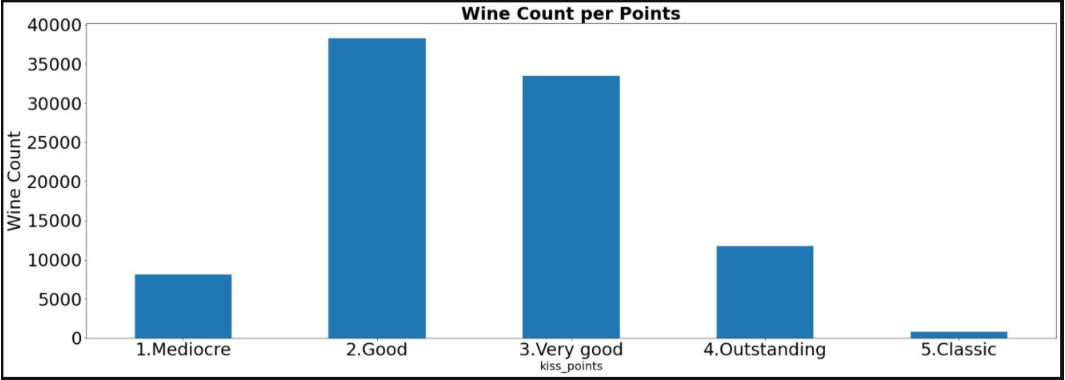 Wine Count per Points
Wine Count
40000
35000
30000
25000
20000
15000
10000
5000
0
1.Mediocre 2.Good 3.Very good 4.Outstanding 5.Classic
kiss_points